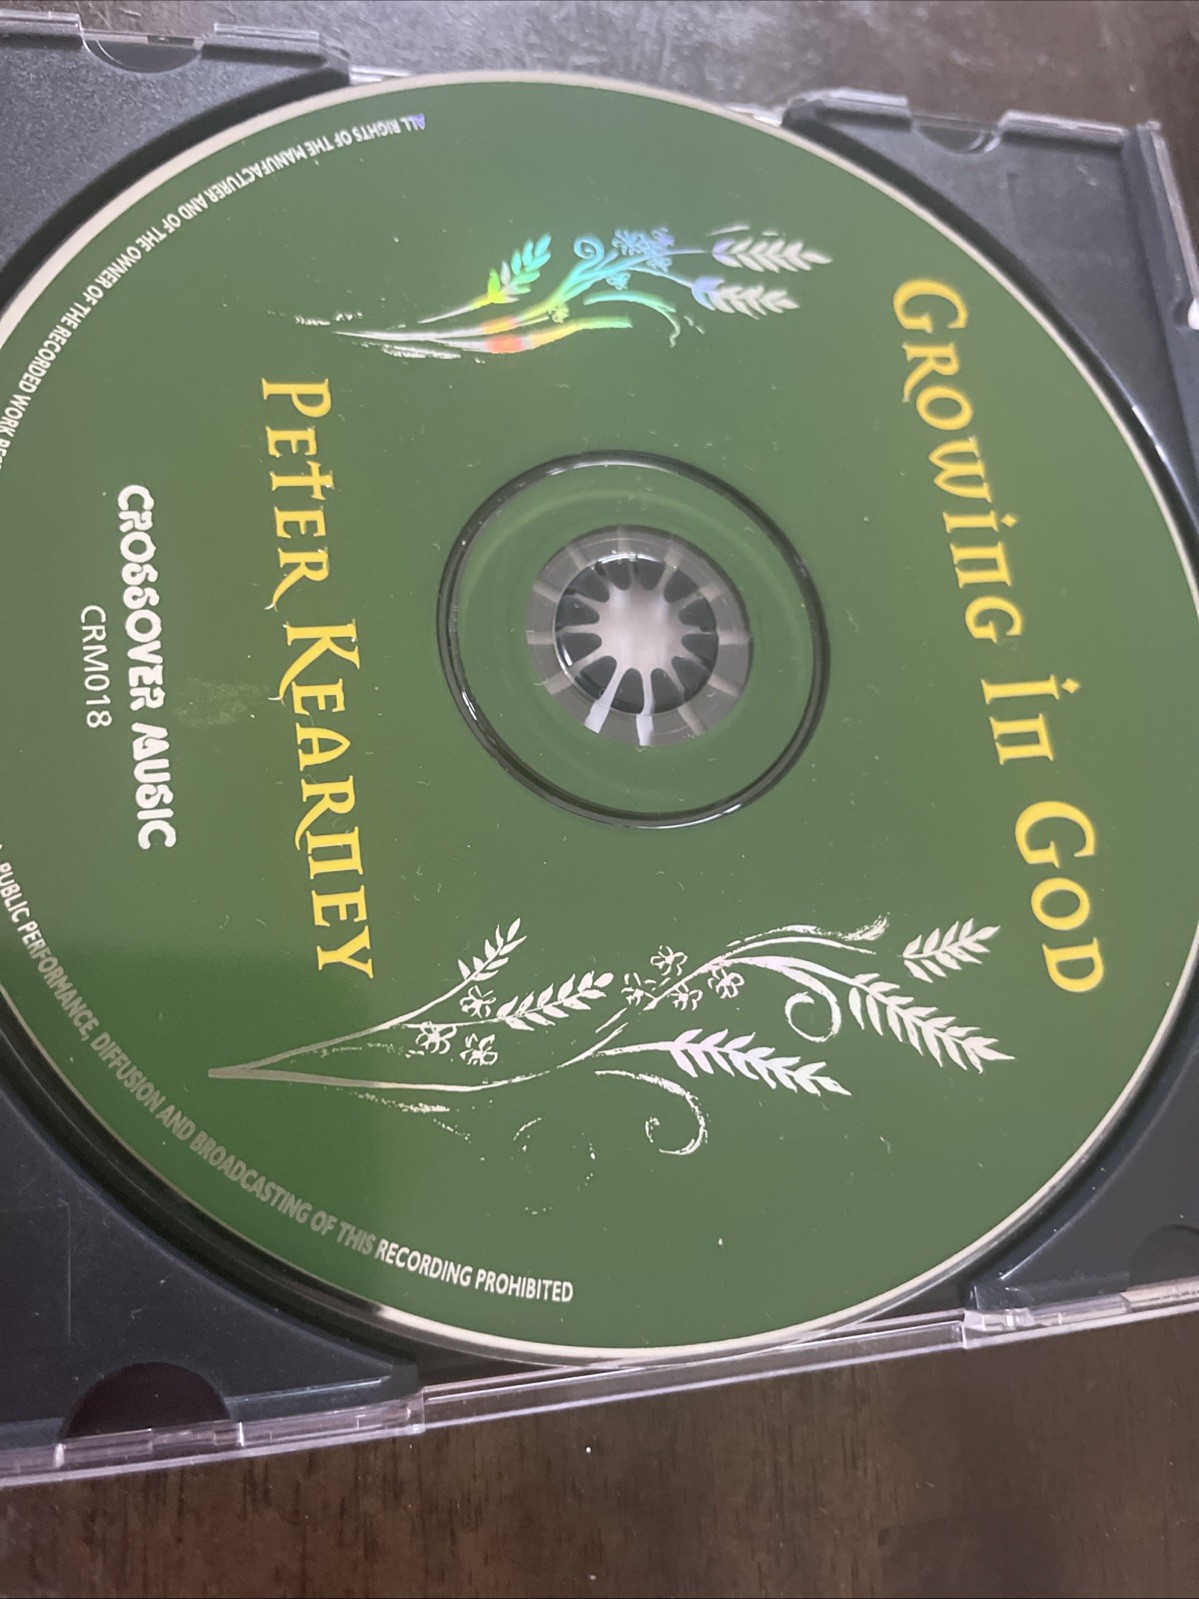 Growing in God
Peter Kearney
CROSSOVER MUSIC
CRM018
ALL RIGHTS OF THE MANUFACTURER AND OF THE OWNER OF THE RECORDED WORK
PUBLIC PERFORMANCE, DIFFUSION AND BROADCASTING OF THIS RECORDING PROHIBITED